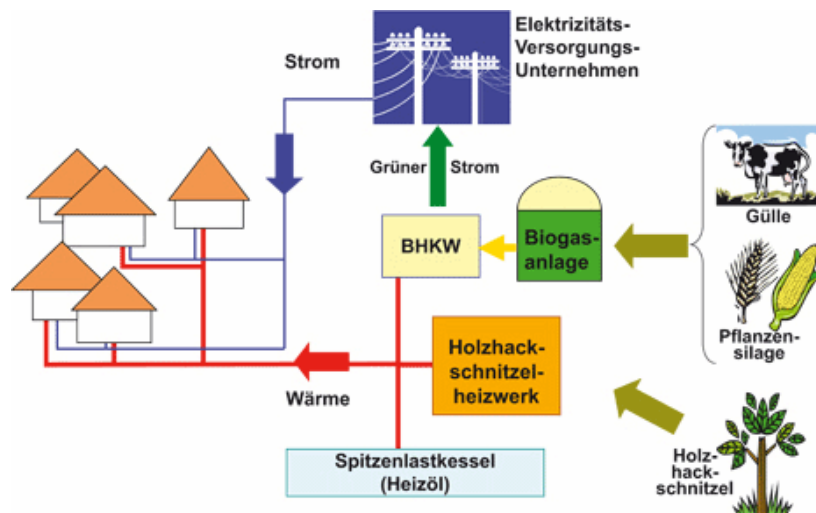 Elektrizitäts-
Versorgungs-
Unternehmen
Strom
Grüner Strom
Gülle
BHKW
Biogas-
anlage
Pflanzen-
silage
Holzhack-
schnitzel-
heizwerk
Wärme
Holz-
hack-
schnitzel
Spitzenlastkessel
(Heizöl)